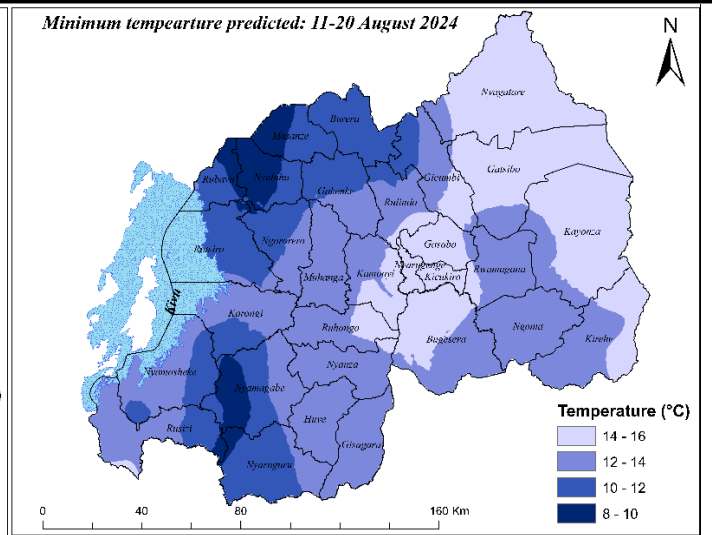 Minimum tempearture predicted: 11-20 August 2024
N
Nyagatare
Burera
Musanze
Gatsibo
Nyabihu
Rubavu
Gakenke
Gicumbi
Rulindo
Kayonza
Rutsiro
Ngororero
Gasabo
Muhanga
Kamonyi
Nyarugenge
Rwamagana
Kicukiro
Kivu
Karongi
Ruhango
Bugesera
Ngoma
Kirehe
Nyamasheke
Nyanza
Nyamagabe
Huye
Rusizi
Gisagara
Nyaruguru
Temperature (°C)
14 - 16
12 - 14
10 - 12
8 - 10
0 40 80 160 Km